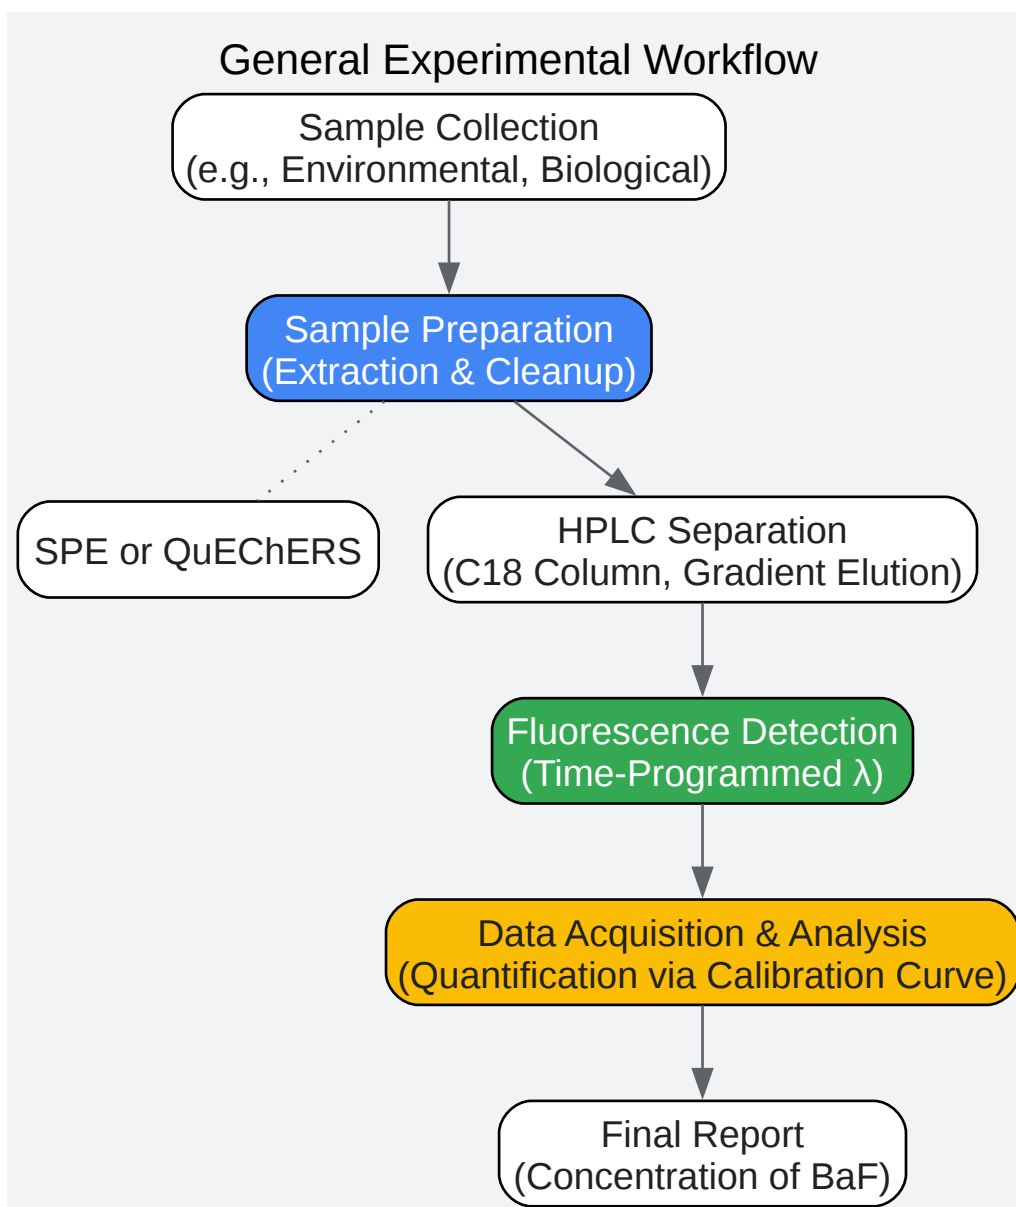 General Experimental Workflow
Sample Collection
(e.g., Environmental, Biological)
Sample Preparation
(Extraction & Cleanup)
SPE or QuEChERS
HPLC Separation
(C18 Column, Gradient Elution)
Fluorescence Detection
(Time-Programmed λ)
Data Acquisition & Analysis
(Quantification via Calibration Curve)
Final Report
(Concentration of BaF)